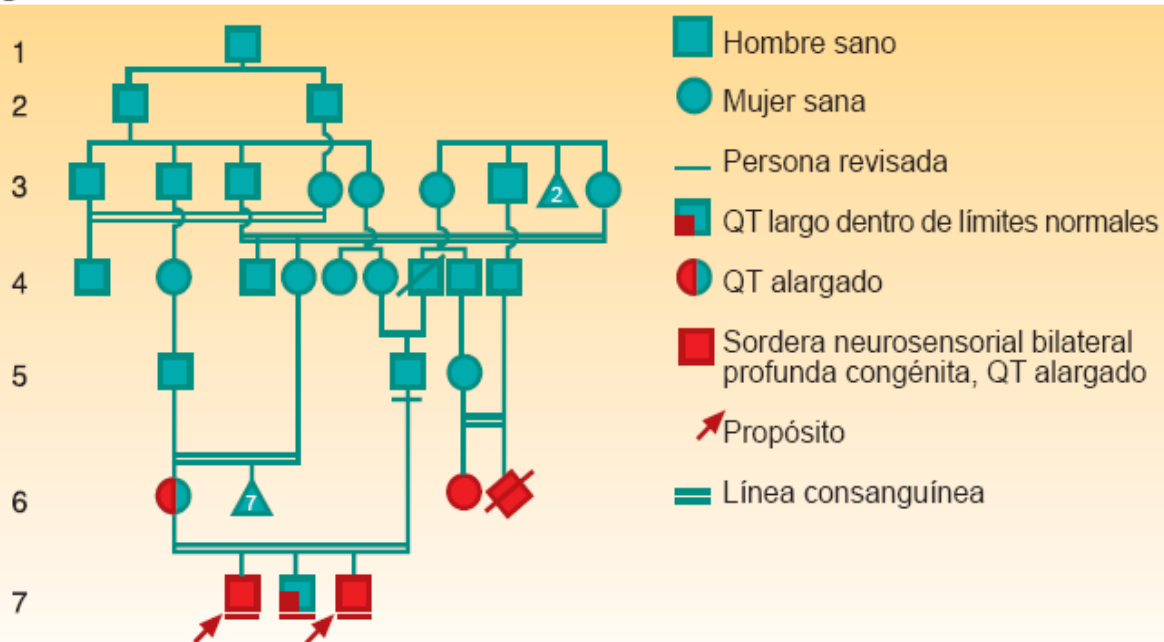 1
2
3
2
4
5
6
7
7
Hombre sano
Mujer sana
Persona revisada
QT largo dentro de límites normales
QT alargado
Sordera neurosensorial bilateral
profunda congénita, QT alargado
Propósito
Línea consanguínea